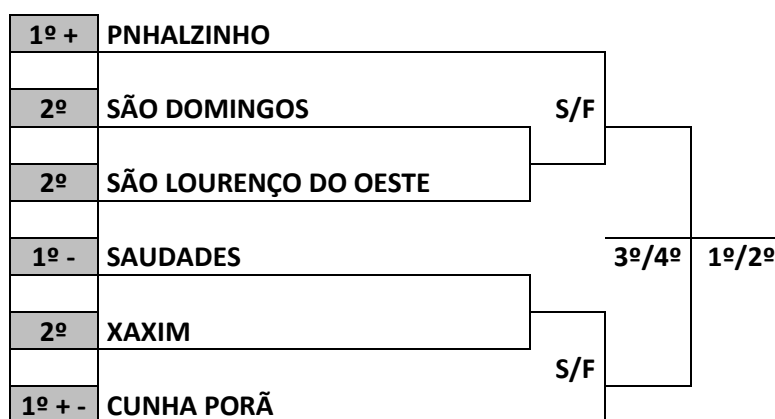 1º + PNHALZINHO
2º SÃO DOMINGOS S/F
2º SÃO LOURENÇO DO OESTE
1º - SAUDADES 3º/4º 1º/2º
2º XAXIM
S/F
1º + - CUNHA PORÃ